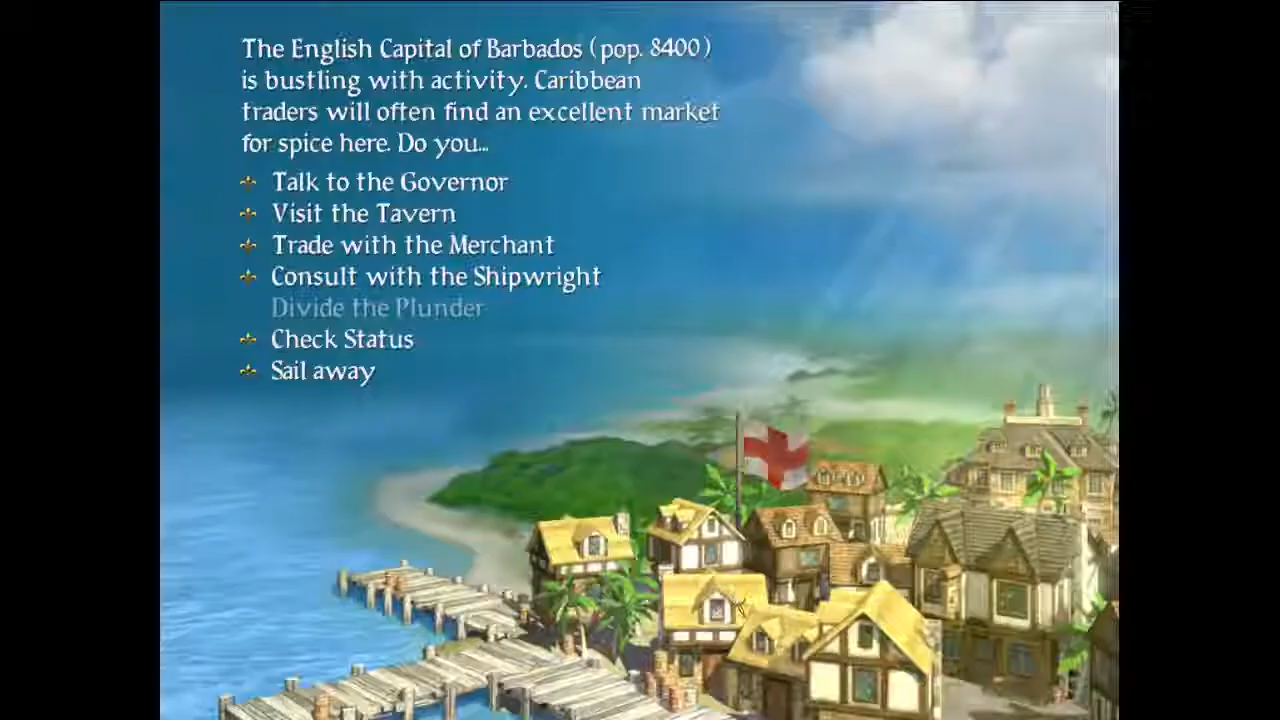 The English Capital of Barbados (pop. 8400)
is bustling with activity. Caribbean
traders will often find an excellent market
for spice here. Do you...
Talk to the Governor
Visit the Tavern
Trade with the Merchant
Consult with the Shipwright
Divide the Plunder
Check Status
Sail away